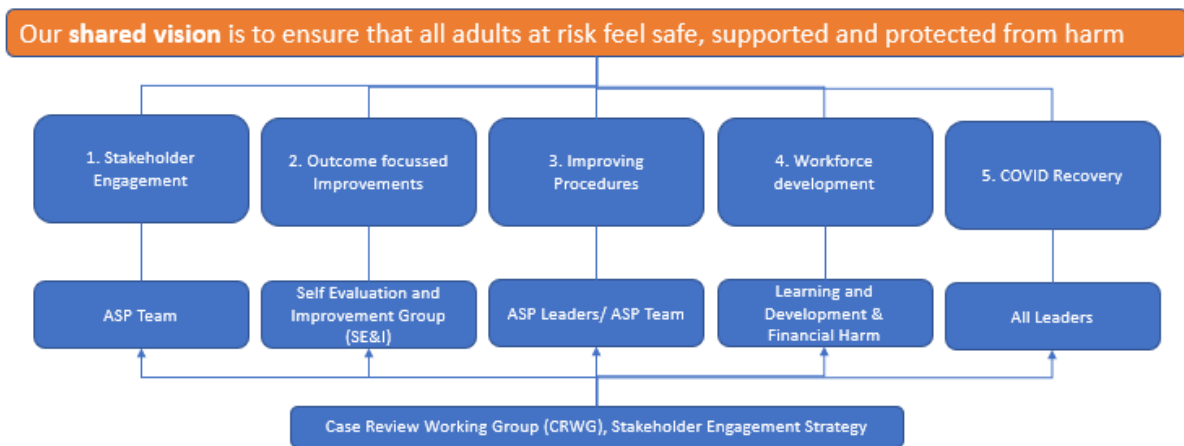 Our shared vision is to ensure that all adults at risk feel safe, supported and protected from harm
1. Stakeholder
Engagement
2. Outcome focussed
Improvements
3. Improving
Procedures
4. Workforce
development
5. COVID Recovery
ASP Team
Self Evaluation and
Improvement Group
(SE&I)
ASP Leaders/ ASP Team
Learning and
Development &
Financial Harm
All Leaders
Case Review Working Group (CRWG), Stakeholder Engagement Strategy